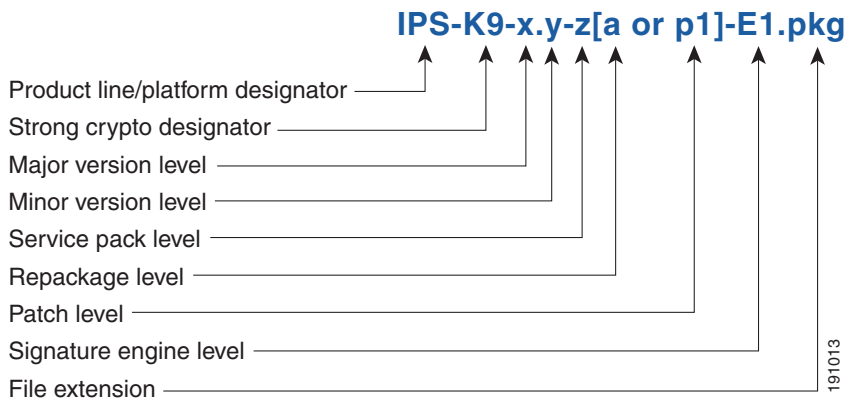 IPS-K9-x.y-z[a or p1]-E1.pkg
Product line/platform designator
Strong crypto designator
Major version level
Minor version level
Service pack level
Repackage level
Patch level
Signature engine level
File extension
191013